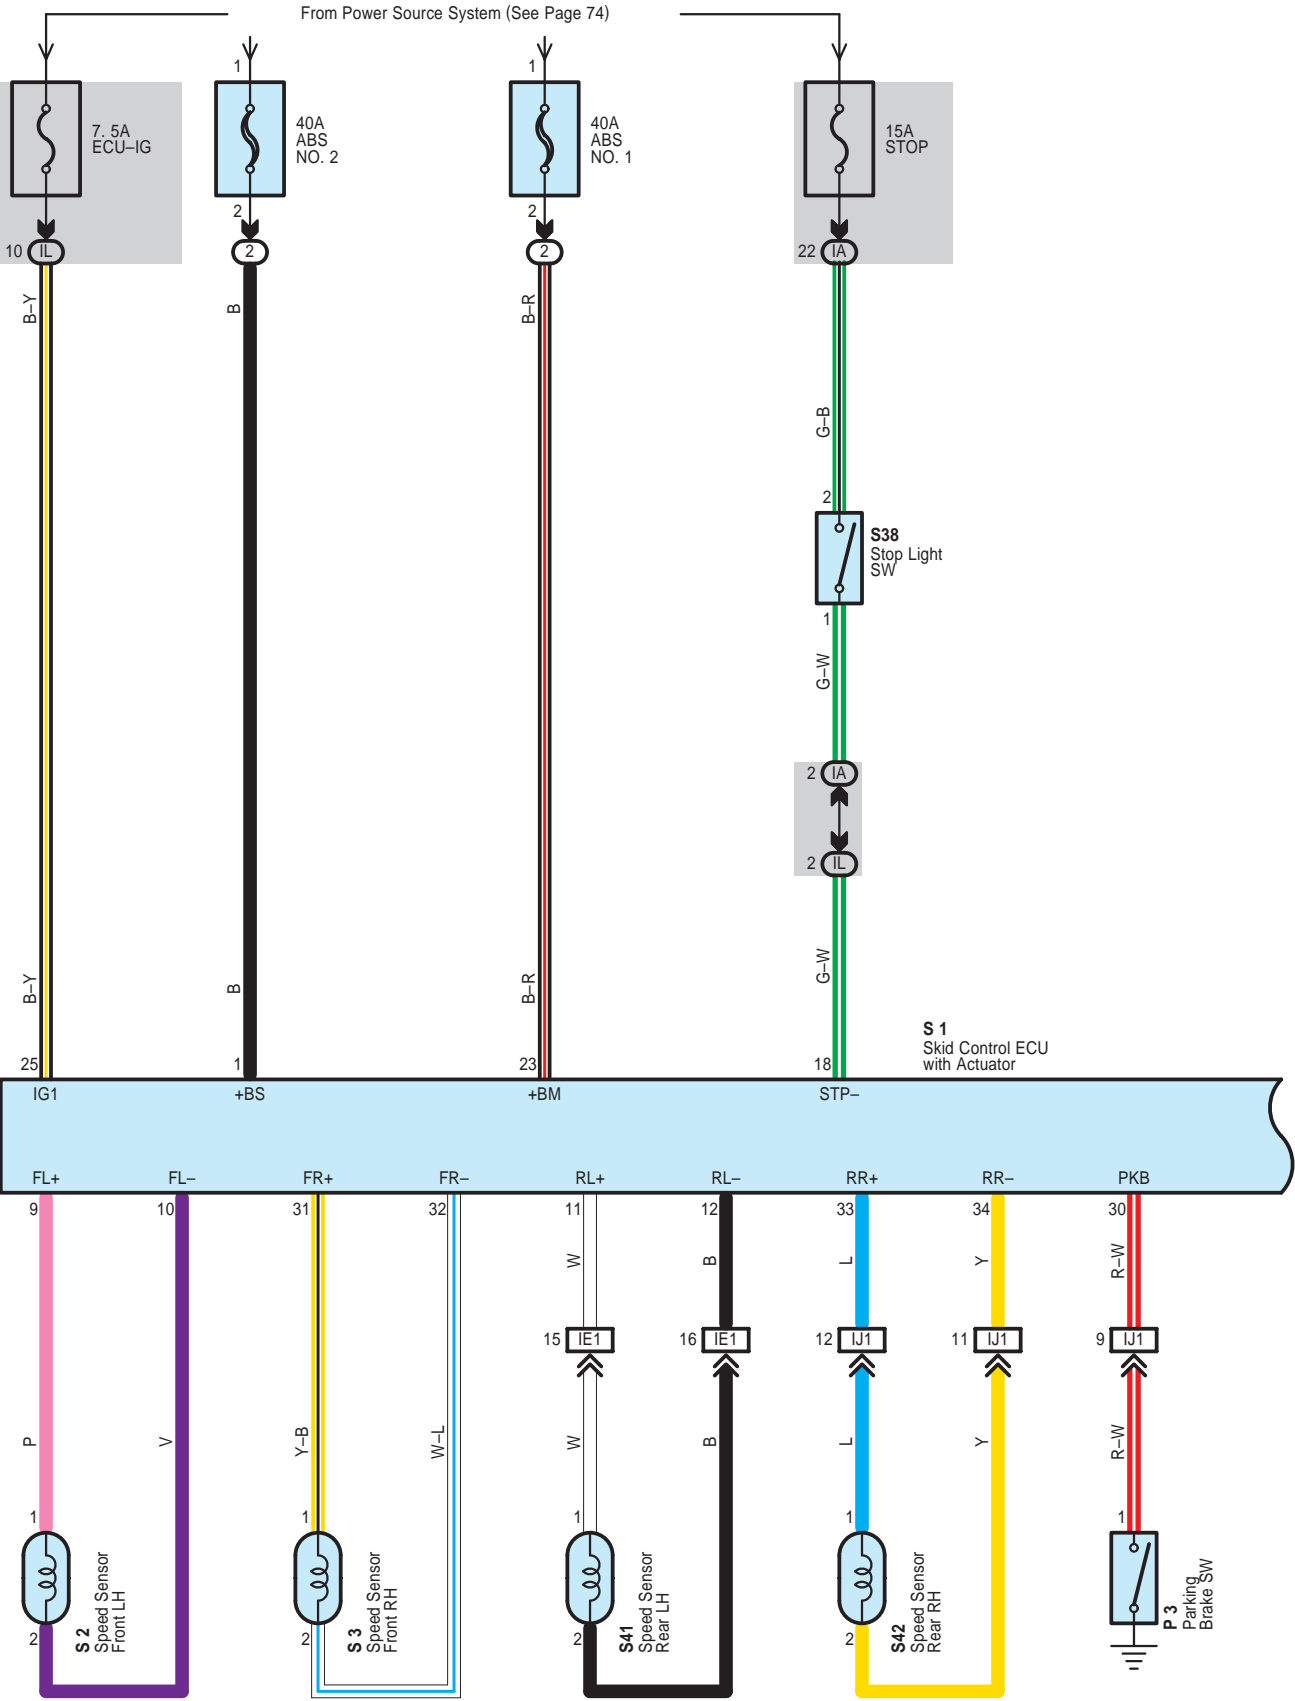 From Power Source System (See Page 74)
1
1
7. 5A
ECU–IG
40A
ABS
NO. 2
40A
ABS
NO. 1
15A
STOP
2
2
10 IL
2
2
22 IA
B–Y
B
B–R
G–B
2
S38
Stop Light
SW
1
G–W
2 IA
2 IL
B–Y
B
B–R
G–W
S 1
Skid Control ECU
with Actuator
25
1
23
18
IG1
+BS
+BM
STP–
FL+
FL–
FR+
FR–
RL+
RL–
RR+
RR–
PKB
9
10
31
32
11
12
33
34
30
W
B
L
Y
R–W
15 IE1
16 IE1
12 IJ1
11 IJ1
9 IJ1
P
V
Y–B
W–L
W
B
L
Y
R–W
1
1
1
1
1
S 2
Speed Sensor
Front LH
S 3
Speed Sensor
Front RH
S41
Speed Sensor
Rear LH
S42
Speed Sensor
Rear RH
P 3
Parking
Brake SW
2
2
2
2